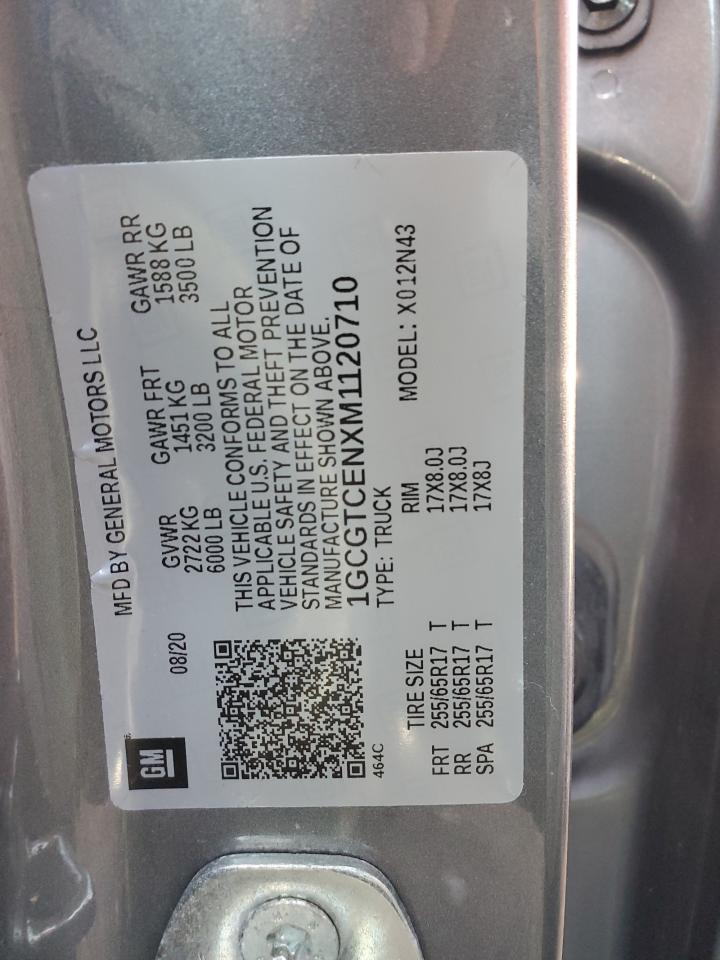 GM
MFD BY GENERAL MOTORS LLC
08/20
GVWR GAWR FRT GAWR RR
2722 KG 1451 KG 1588 KG
6000 LB 3200 LB 3500 LB
THIS VEHICLE CONFORMS TO ALL
APPLICABLE U.S. FEDERAL MOTOR
VEHICLE SAFETY AND THEFT PREVENTION
STANDARDS IN EFFECT ON THE DATE OF
MANUFACTURE SHOWN ABOVE.
1GCGTCENXM1120710
464C
TYPE: TRUCK MODEL: X012N43
TIRE SIZE RIM
FRT 255/65R17 T 17X8.0J
RR 255/65R17 T 17X8.0J
SPA 255/65R17 T 17X8J